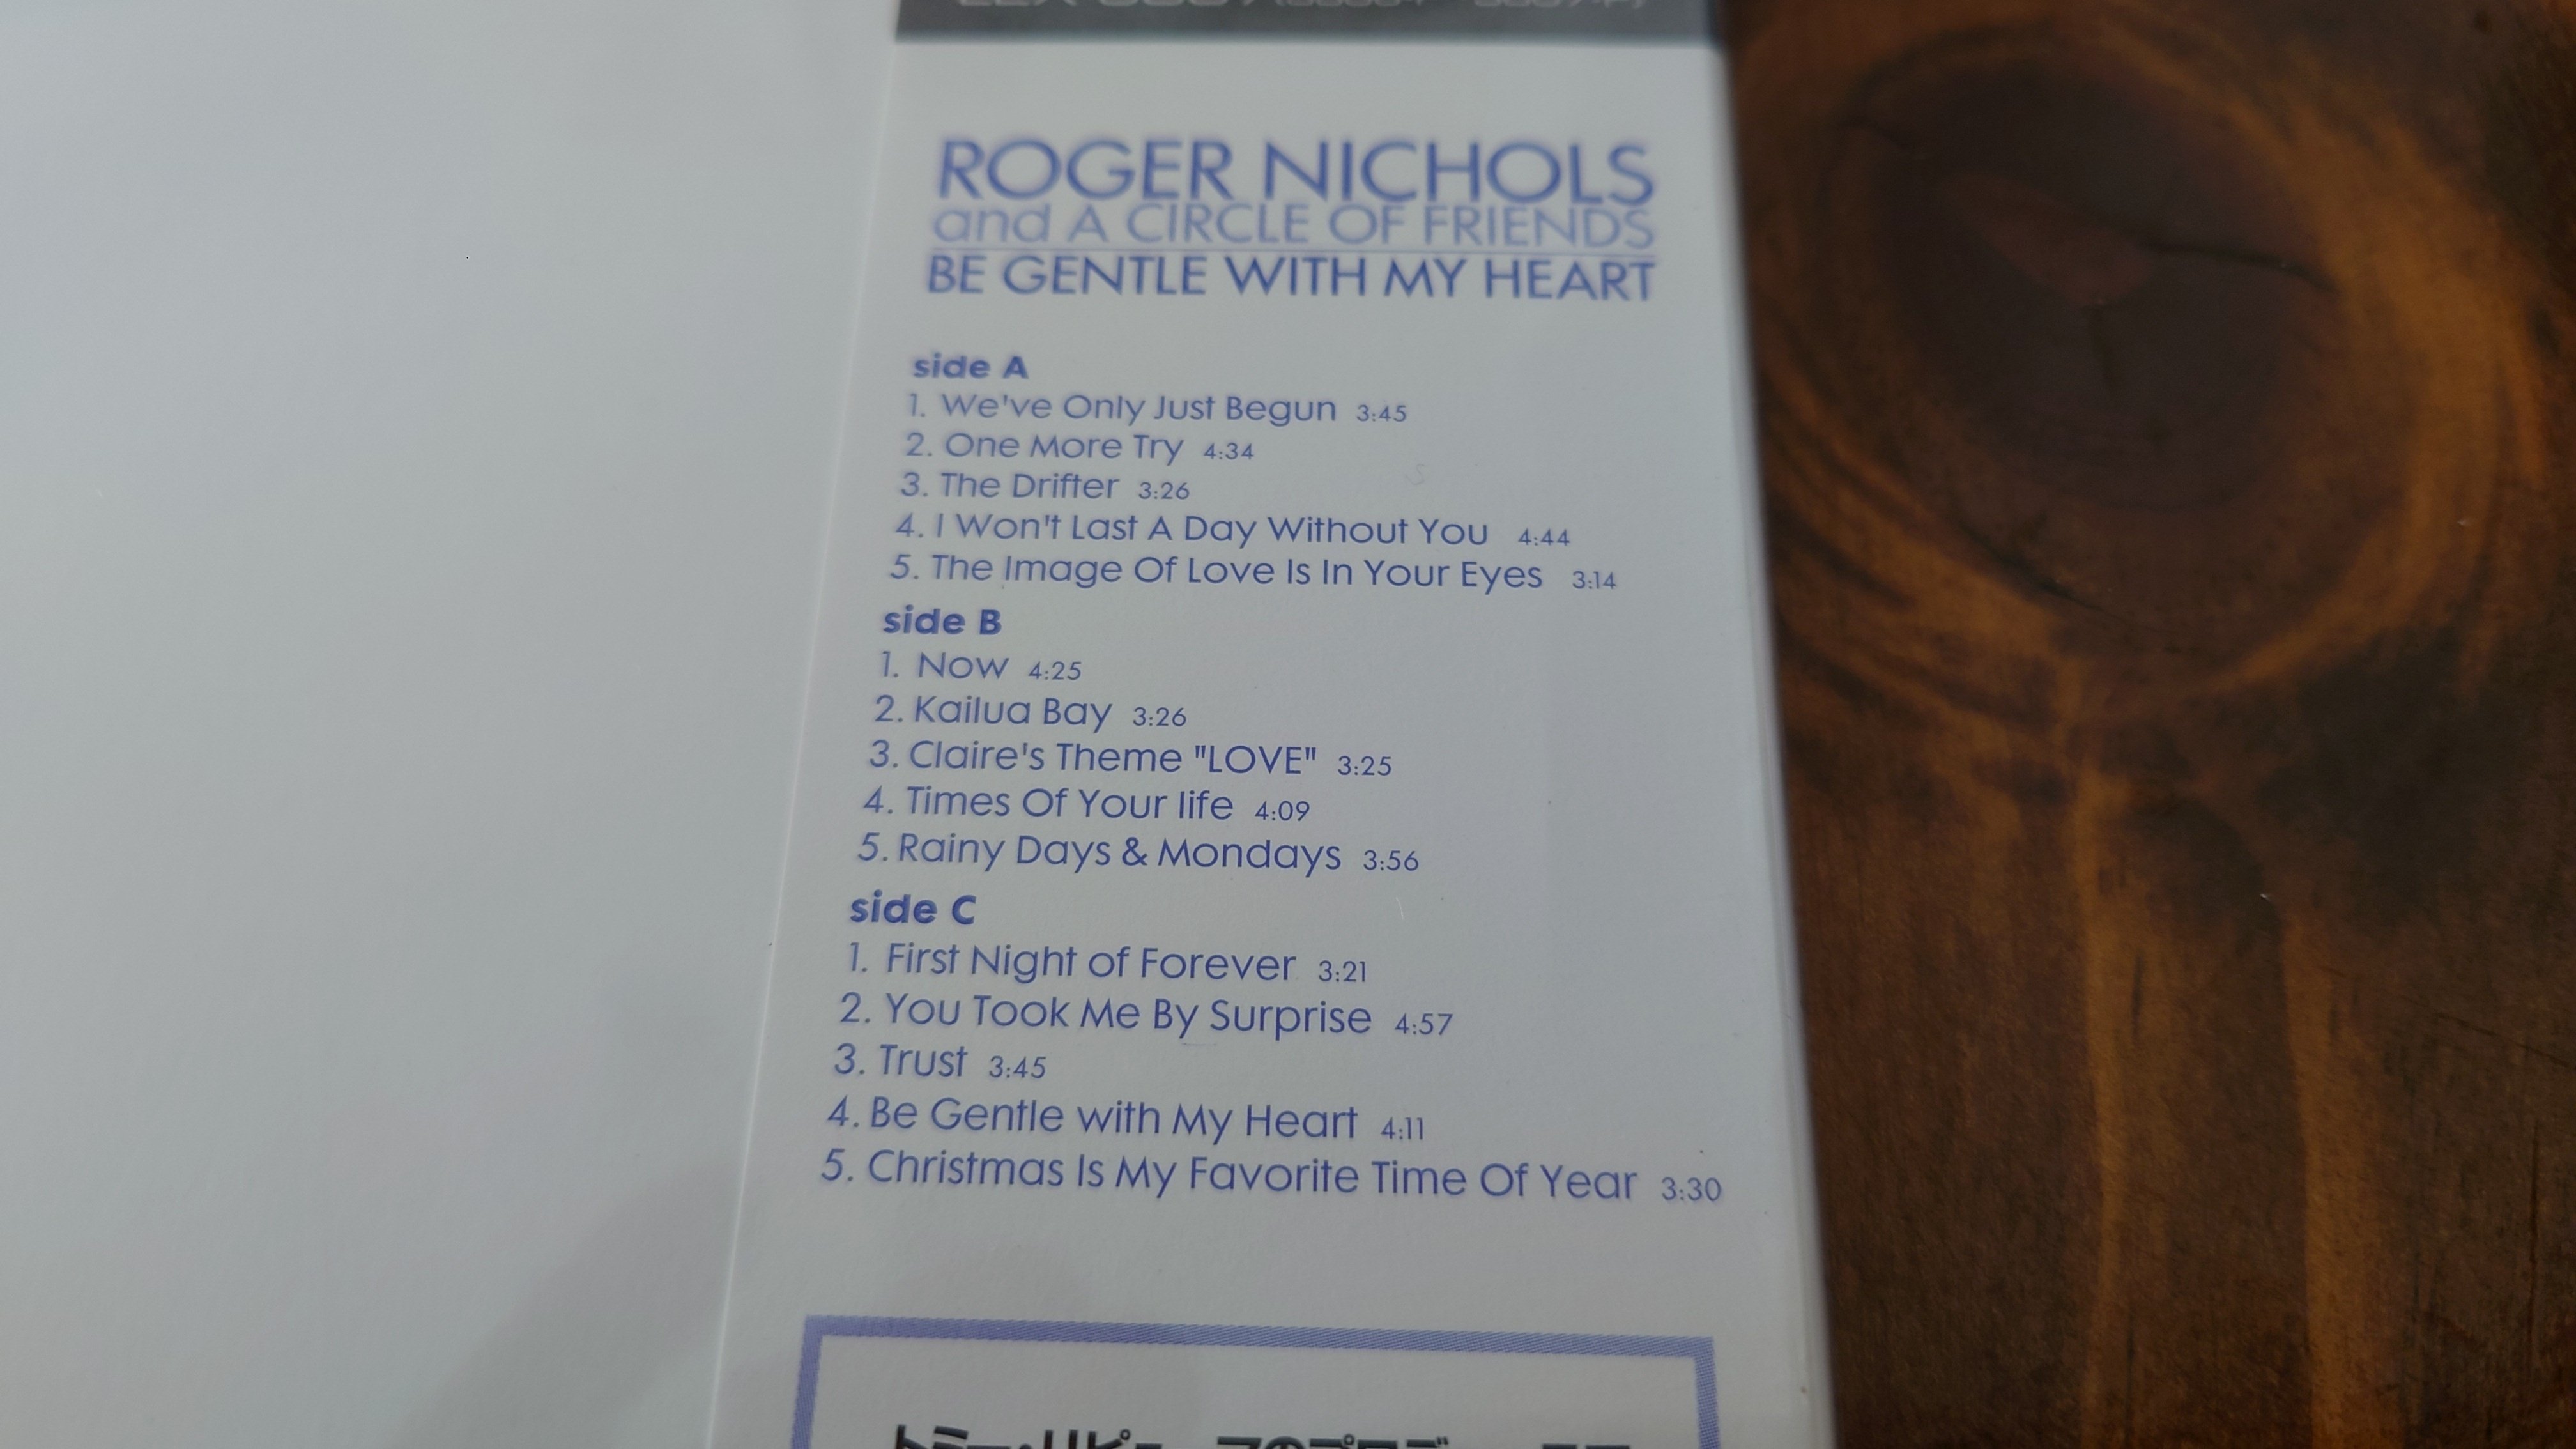 ROGER NICHOLS
and A CIRCLE OF FRIENDS
BE GENTLE WITH MY HEART
side A
1. We've Only Just Begun 3:45
2. One More Try 4:34
3. The Drifter 3:26
4. I Won't Last A Day Without You 4:44
5. The Image Of Love Is In Your Eyes 3:14
side B
1. Now 4:25
2. Kailua Bay 3:26
3. Claire's Theme "LOVE" 3:25
4. Times Of Your life 4:09
5. Rainy Days & Mondays 3:56
side C
1. First Night of Forever 3:21
2. You Took Me By Surprise 4:57
3. Trust 3:45
4. Be Gentle with My Heart 4:11
5. Christmas Is My Favorite Time Of Year 3:30